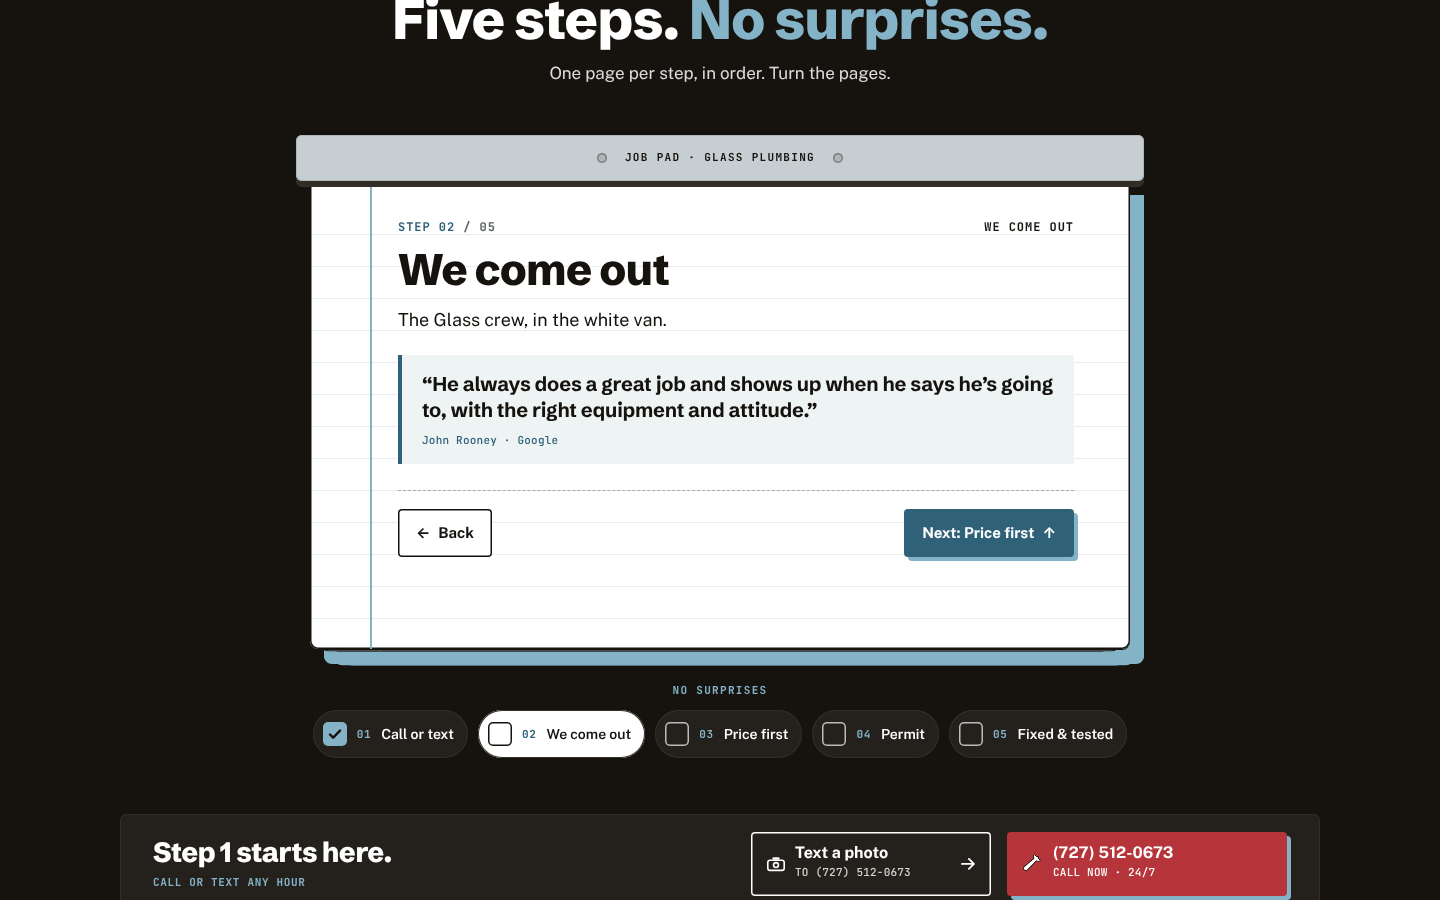 Five steps. No surprises.
One page per step, in order. Turn the pages.
JOB PAD · GLASS PLUMBING
STEP 02 / 05
WE COME OUT
We come out
The Glass crew, in the white van.
“He always does a great job and shows up when he says he’s going
to, with the right equipment and attitude.”
John Rooney · Google
← Back
Next: Price first ↑
NO SURPRISES
01 Call or text
02 We come out
03 Price first
04 Permit
05 Fixed & tested
Step 1 starts here.
CALL OR TEXT ANY HOUR
Text a photo
TO (727) 512-0673
→
(727) 512-0673
CALL NOW · 24/7